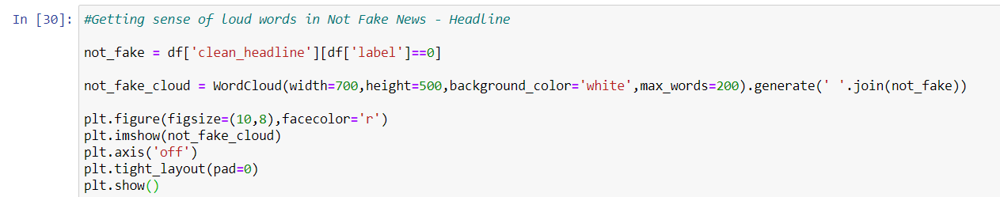 In [30]: #Getting sense of loud words in Not Fake News - Headline
not_fake = df['clean_headline'][df['label']==0]
not_fake_cloud = WordCloud(width=700,height=500,background_color='white',max_words=200).generate(' '.join(not_fake))
plt.figure(figsize=(10,8),facecolor='r')
plt.imshow(not_fake_cloud)
plt.axis('off')
plt.tight_layout(pad=0)
plt.show()